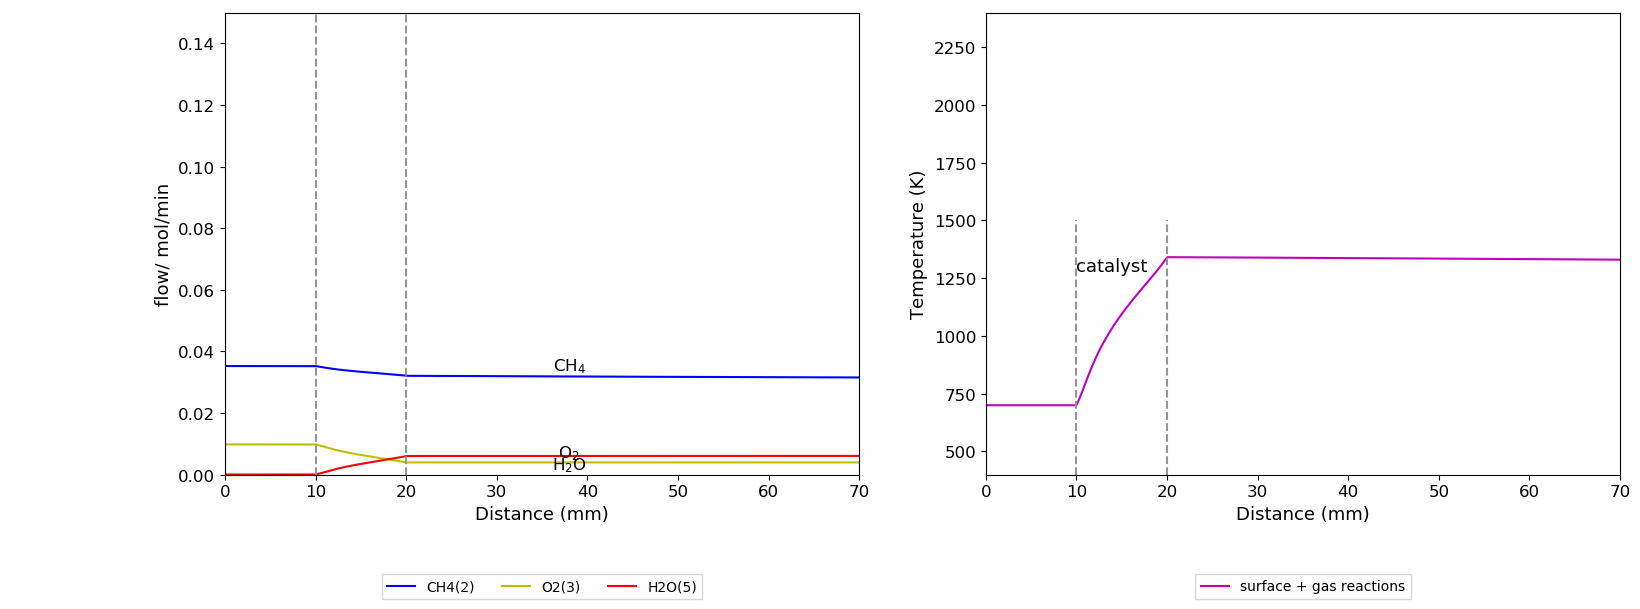 flow/ mol/min
0.14
0.12
0.10
0.08
0.06
0.04
0.02
0.00
CH₄
O₂
H₂O
0 10 20 30 40 50 60 70
Distance (mm)
CH4(2) O2(3) H2O(5)
Temperature (K)
2250
2000
1750
1500
1250
1000
750
500
catalyst
0 10 20 30 40 50 60 70
Distance (mm)
surface + gas reactions